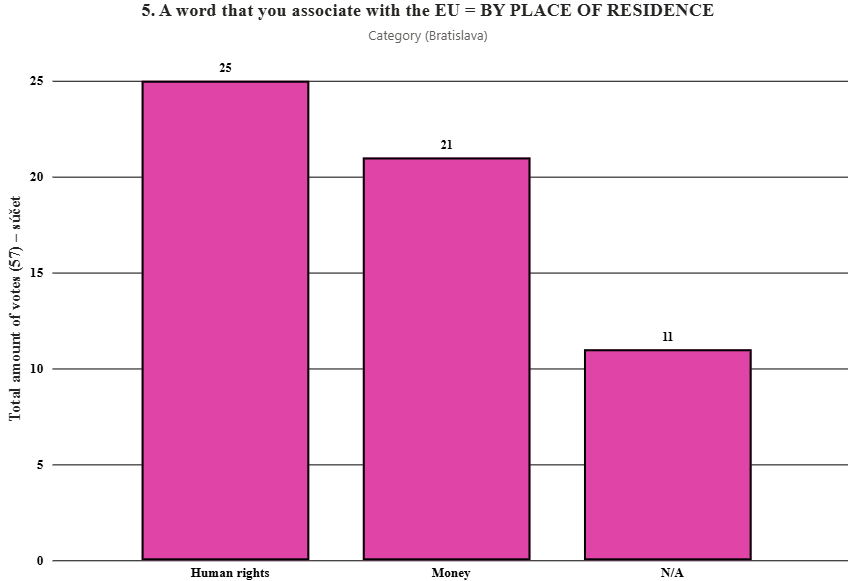 5. A word that you associate with the EU = BY PLACE OF RESIDENCE
Category (Bratislava)
Total amount of votes (57) – súčet
25
20
15
10
5
0
25
21
11
Human rights
Money
N/A